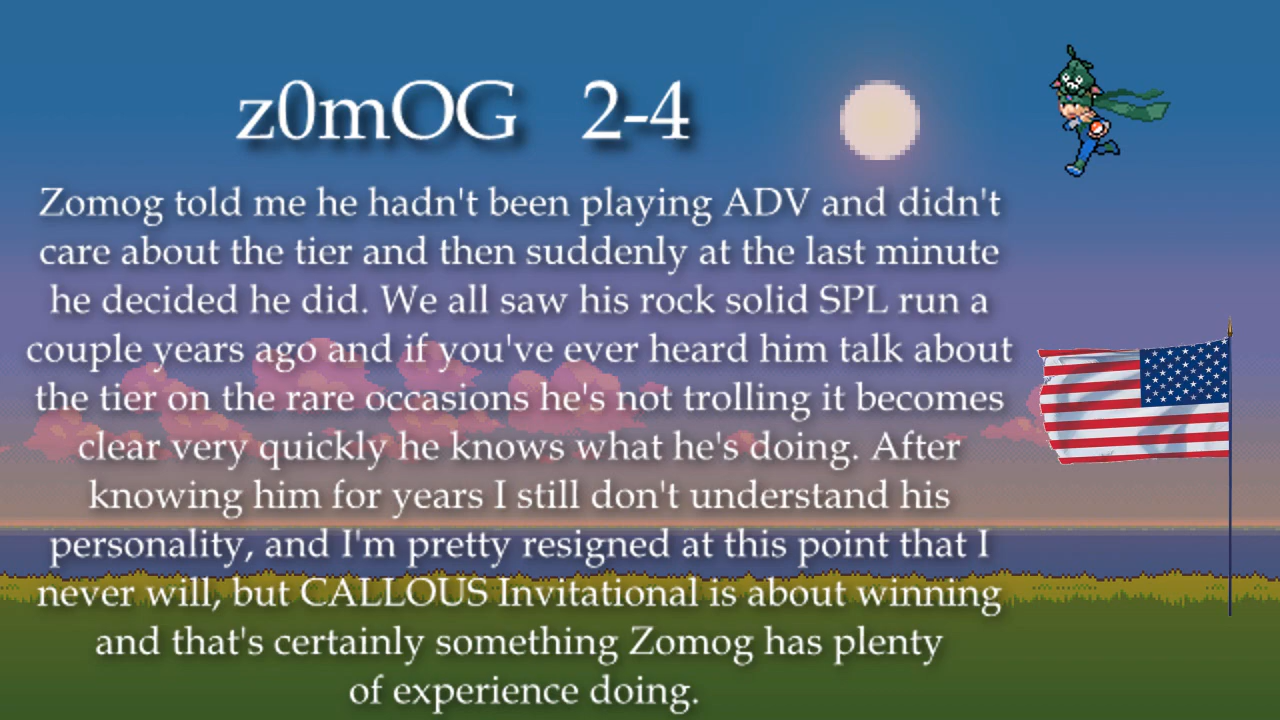 z0mOG 2-4
Zomog told me he hadn't been playing ADV and didn't
care about the tier and then suddenly at the last minute
he decided he did. We all saw his rock solid SPL run a
couple years ago and if you've ever heard him talk about
the tier on the rare occasions he's not trolling it becomes
clear very quickly he knows what he's doing. After
knowing him for years I still don't understand his
personality, and I'm pretty resigned at this point that I
never will, but CALLOUS Invitational is about winning
and that's certainly something Zomog has plenty
of experience doing.